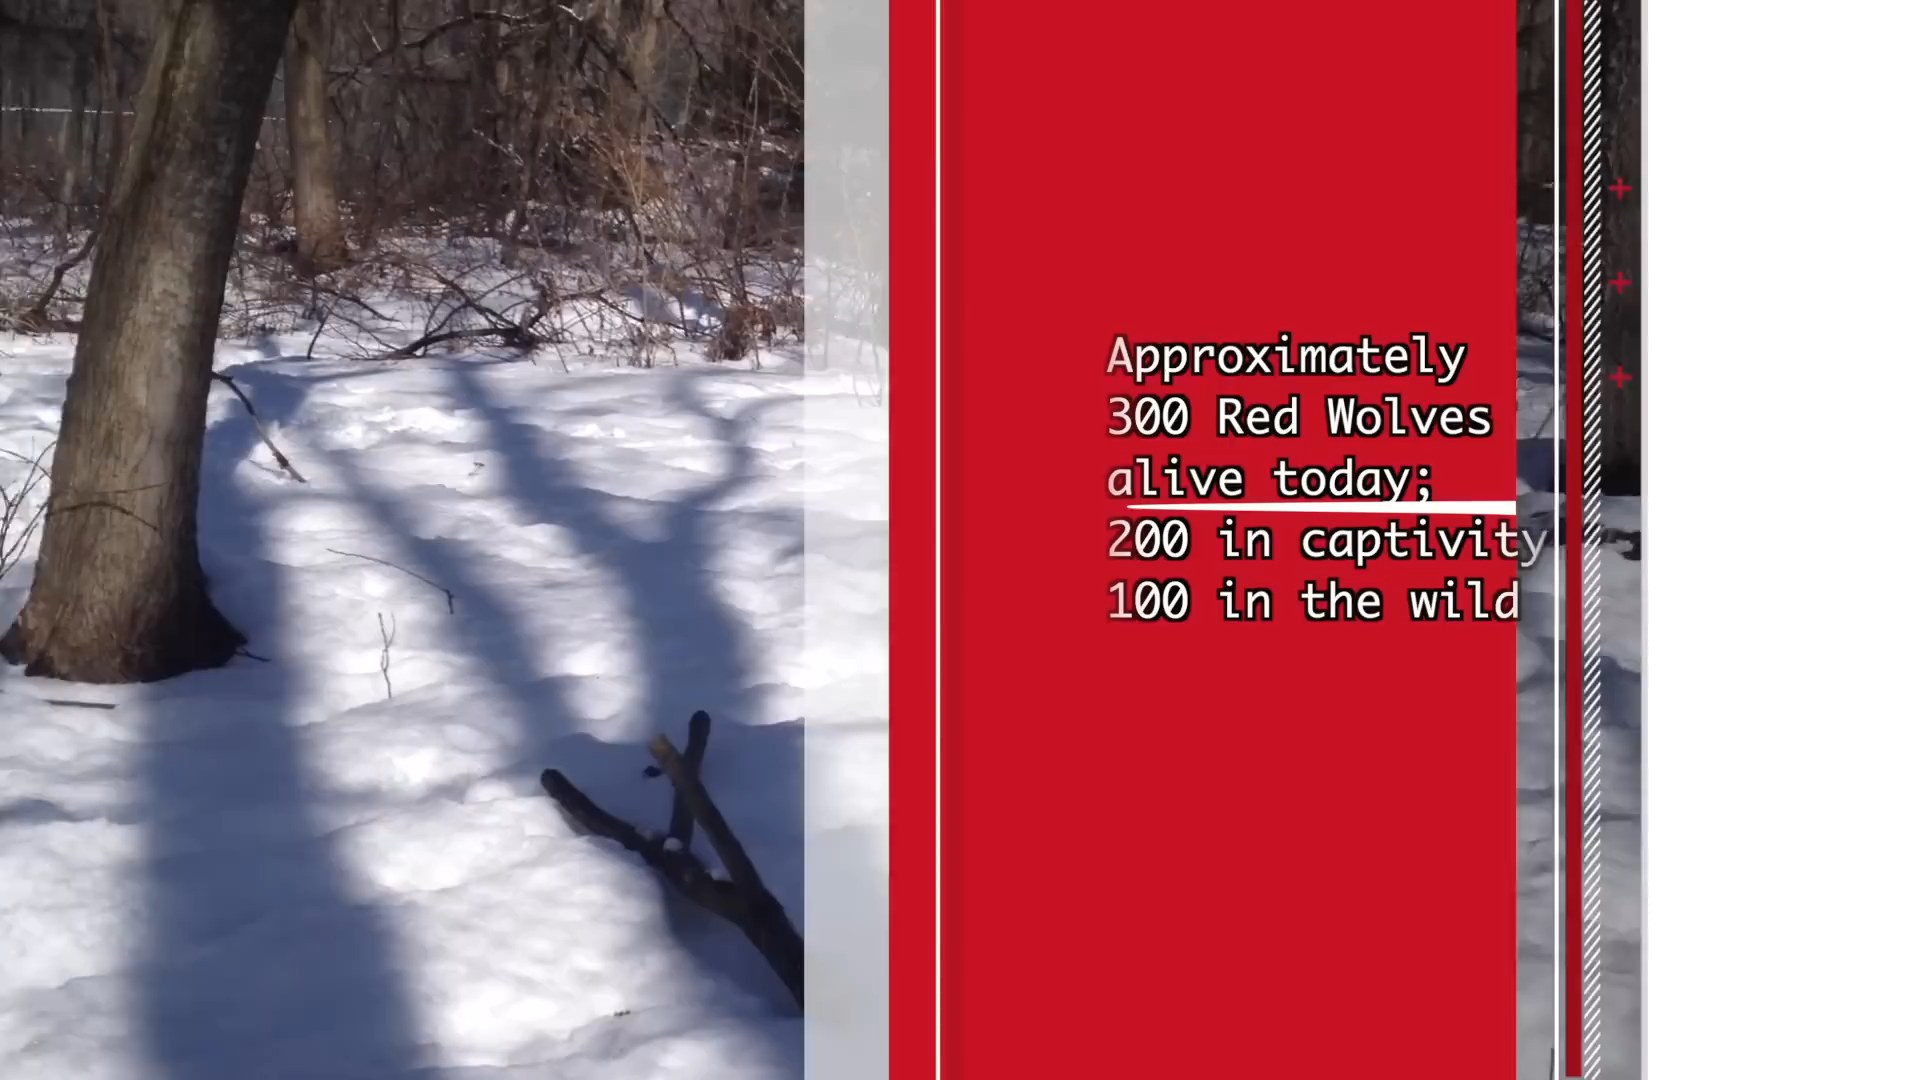 Approximately
300 Red Wolves
alive today;
200 in captivity
100 in the wild